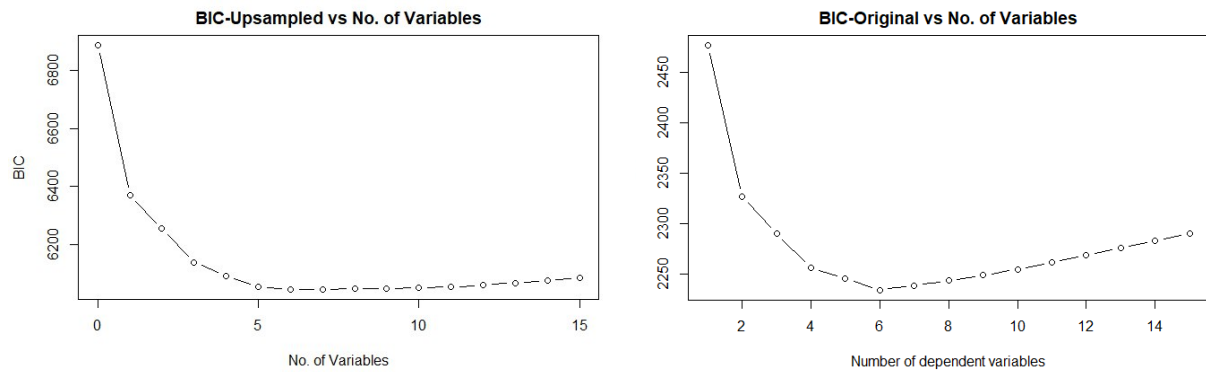 BIC-Upsampled vs No. of Variables
BIC
6800
6600
6400
6200
0 5 10 15
No. of Variables
BIC-Original vs No. of Variables
2450
2400
2350
2300
2250
2 4 6 8 10 12 14
Number of dependent variables